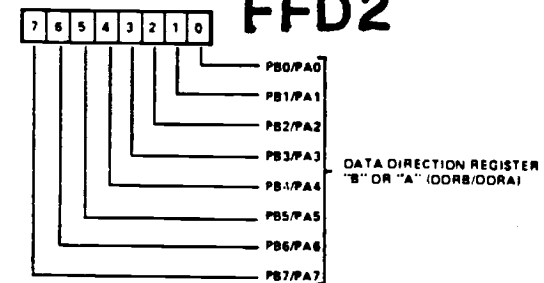 FFD2
7 6 5 4 3 2 1 0
PB0/PA0
PB1/PA1
PB2/PA2
PB3/PA3
PB4/PA4
PB5/PA5
PB6/PA6
PB7/PA7
DATA DIRECTION REGISTER
"B" OR "A" (DDRB/DDRA)